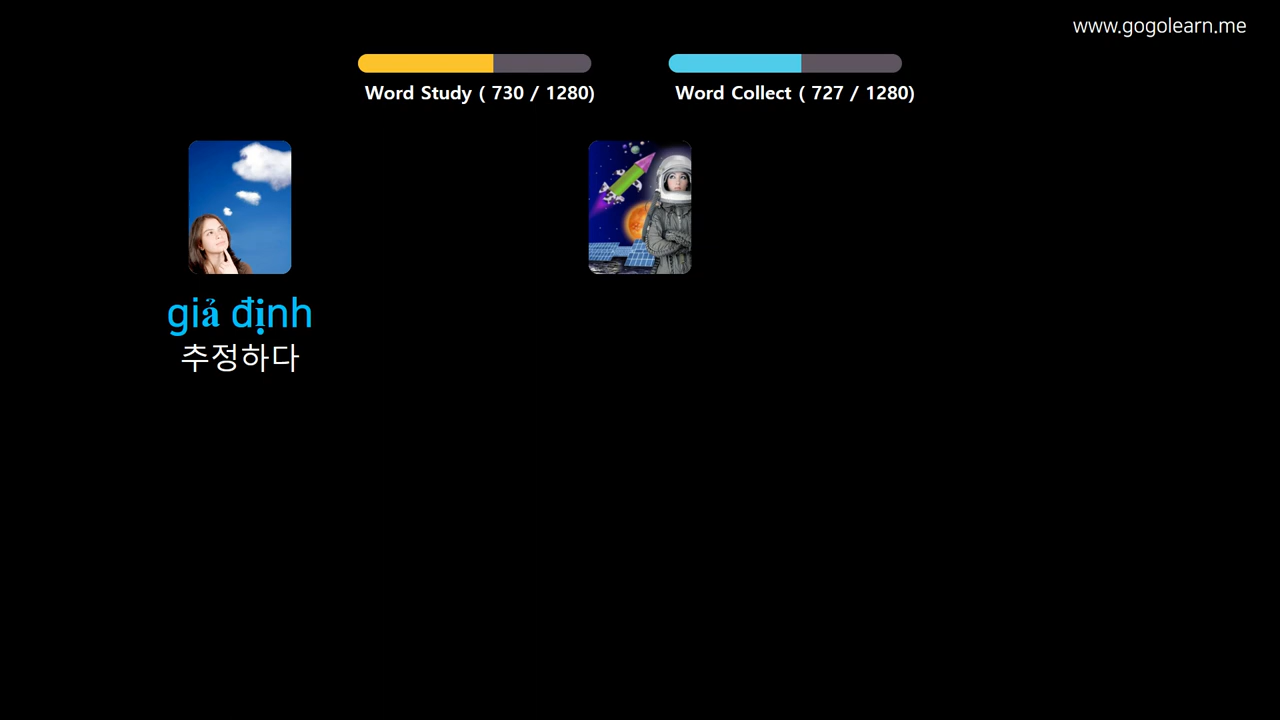 www.gogolearn.me
Word Study ( 730 / 1280)
Word Collect ( 727 / 1280)
giả định
추정하다